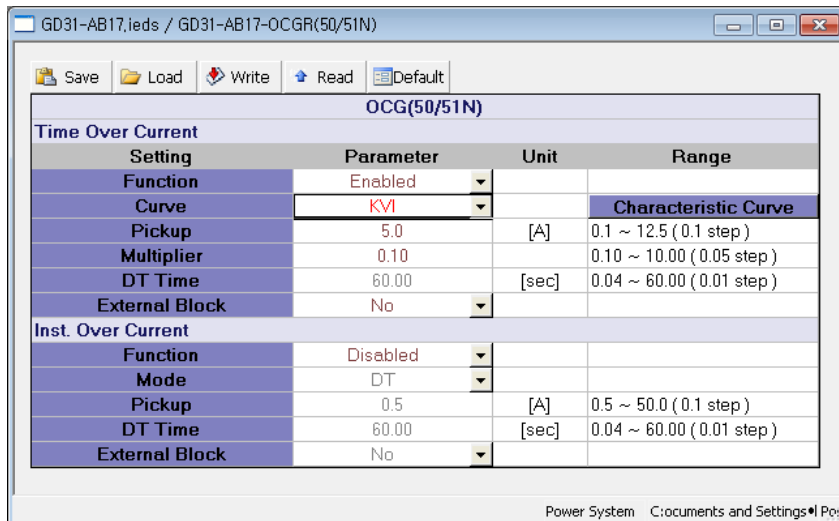 GD31-AB17.ieds / GD31-AB17-OCGR(50/51N)
Save Load Write Read Default
OCG(50/51N)
Time Over Current
Setting Parameter Unit Range
Function Enabled
Curve KVI Characteristic Curve
Pickup 5.0 [A] 0.1 ~ 12.5 ( 0.1 step )
Multiplier 0.10 0.10 ~ 10.00 ( 0.05 step )
DT Time 60.00 [sec] 0.04 ~ 60.00 ( 0.01 step )
External Block No
Inst. Over Current
Function Disabled
Mode DT
Pickup 0.5 [A] 0.5 ~ 50.0 ( 0.1 step )
DT Time 60.00 [sec] 0.04 ~ 60.00 ( 0.01 step )
External Block No
Power System C:ocuments and Settings